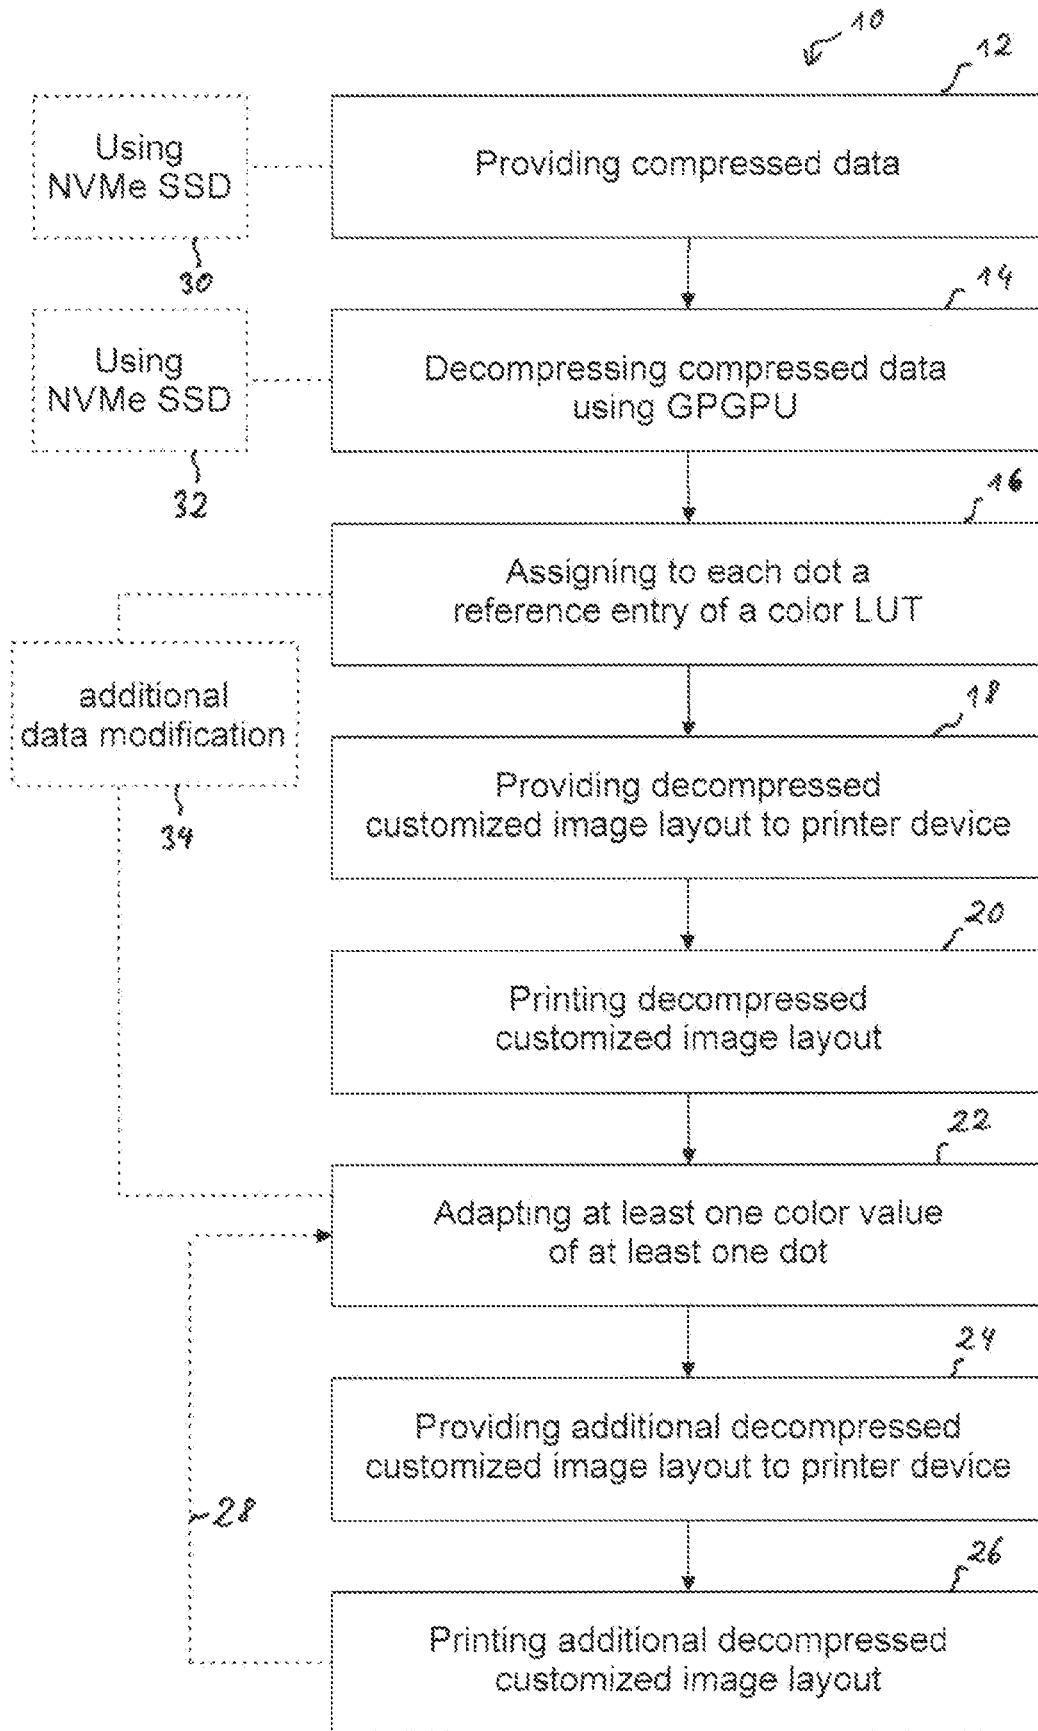 10
12
Using
NVMe SSD
Providing compressed data
30
14
Using
NVMe SSD
Decompressing compressed data
using GPGPU
32
16
Assigning to each dot a
reference entry of a color LUT
additional
data modification
34
18
Providing decompressed
customized image layout to printer device
20
Printing decompressed
customized image layout
22
Adapting at least one color value
of at least one dot
24
Providing additional decompressed
customized image layout to printer device
28
26
Printing additional decompressed
customized image layout